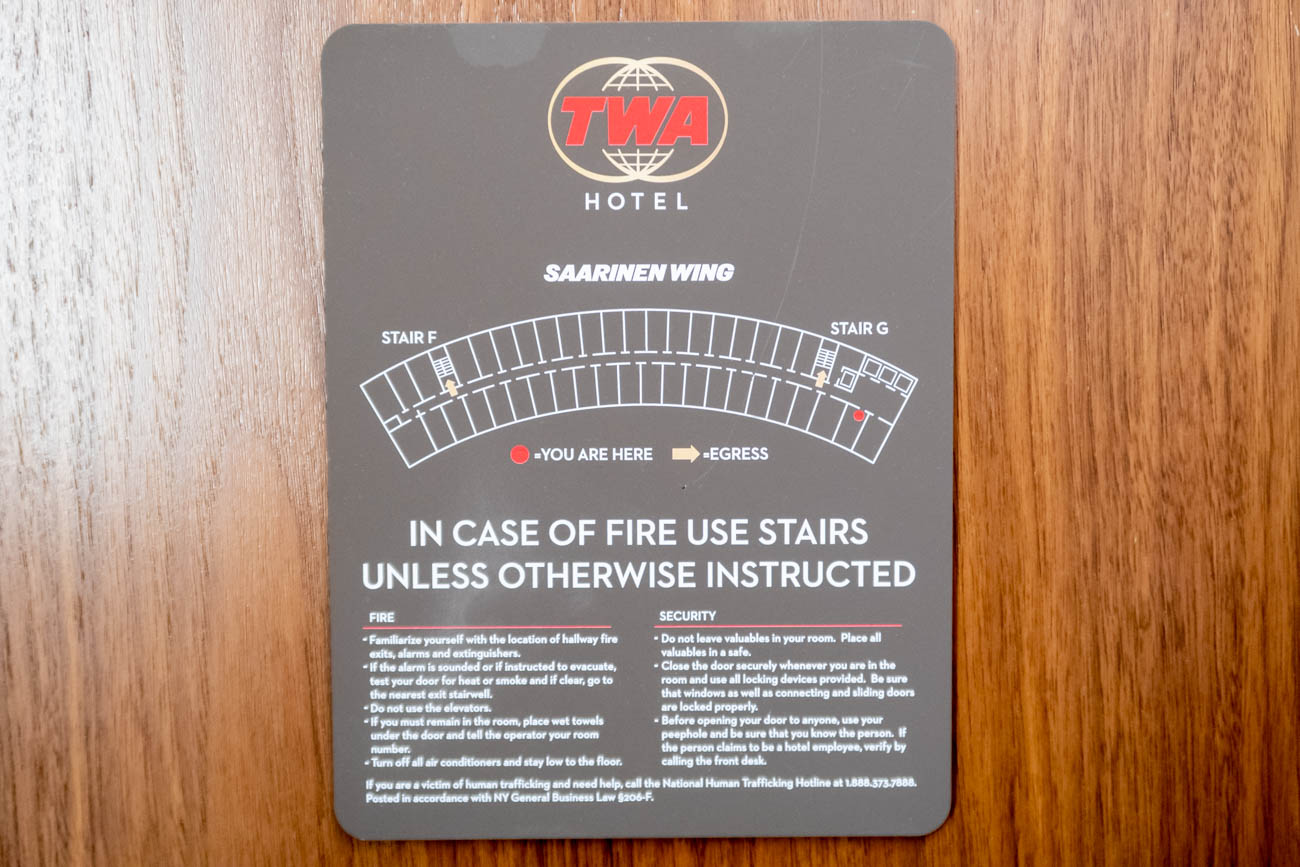 TWA
HOTEL
SAARINEN WING
STAIR F
STAIR G
=YOU ARE HERE
=EGRESS
IN CASE OF FIRE USE STAIRS
UNLESS OTHERWISE INSTRUCTED
FIRE
- Familiarize yourself with the location of hallway fire
exits, alarms and extinguishers.
- If the alarm is sounded or if instructed to evacuate,
test your door for heat or smoke and if clear, go to
the nearest exit stairwell.
- Do not use the elevators.
- If you must remain in the room, place wet towels
under the door and tell the operator your room
number.
- Turn off all air conditioners and stay low to the floor.
SECURITY
- Do not leave valuables in your room. Place all
valuables in a safe.
- Close the door securely whenever you are in the
room and use all locking devices provided. Be sure
that windows as well as connecting and sliding doors
are locked properly.
- Before opening your door to anyone, use your
peephole and be sure that you know the person. If
the person claims to be a hotel employee, verify by
calling the front desk.
If you are a victim of human trafficking and need help, call the National Human Trafficking Hotline at 1.888.373.7888.
Posted in accordance with NY General Business Law §206-F.